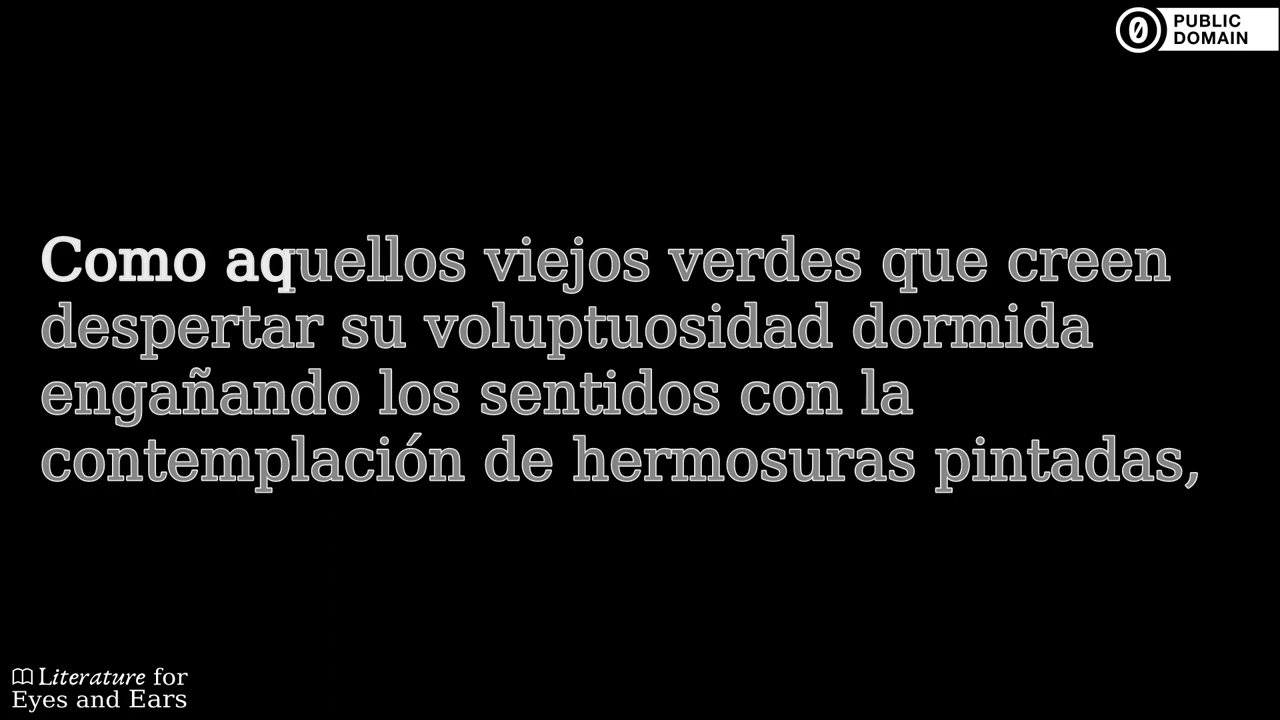 PUBLIC
DOMAIN
Como aquellos viejos verdes que creen
despertar su voluptuosidad dormida
engañando los sentidos con la
contemplación de hermosuras pintadas,
Literature for
Eyes and Ears